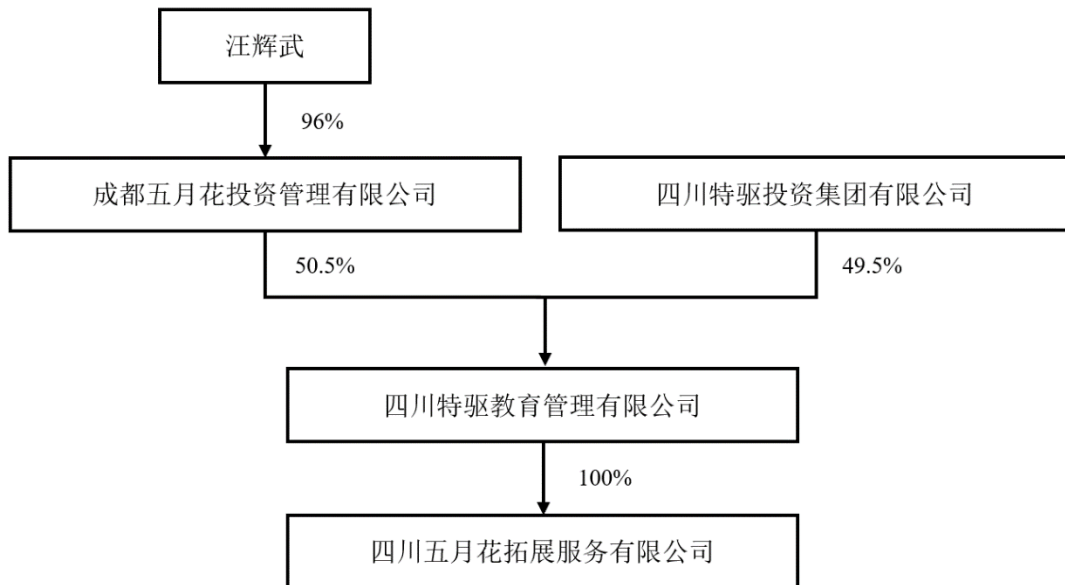 汪辉武
96%
成都五月花投资管理有限公司
四川特驱投资集团有限公司
50.5%
49.5%
四川特驱教育管理有限公司
100%
四川五月花拓展服务有限公司